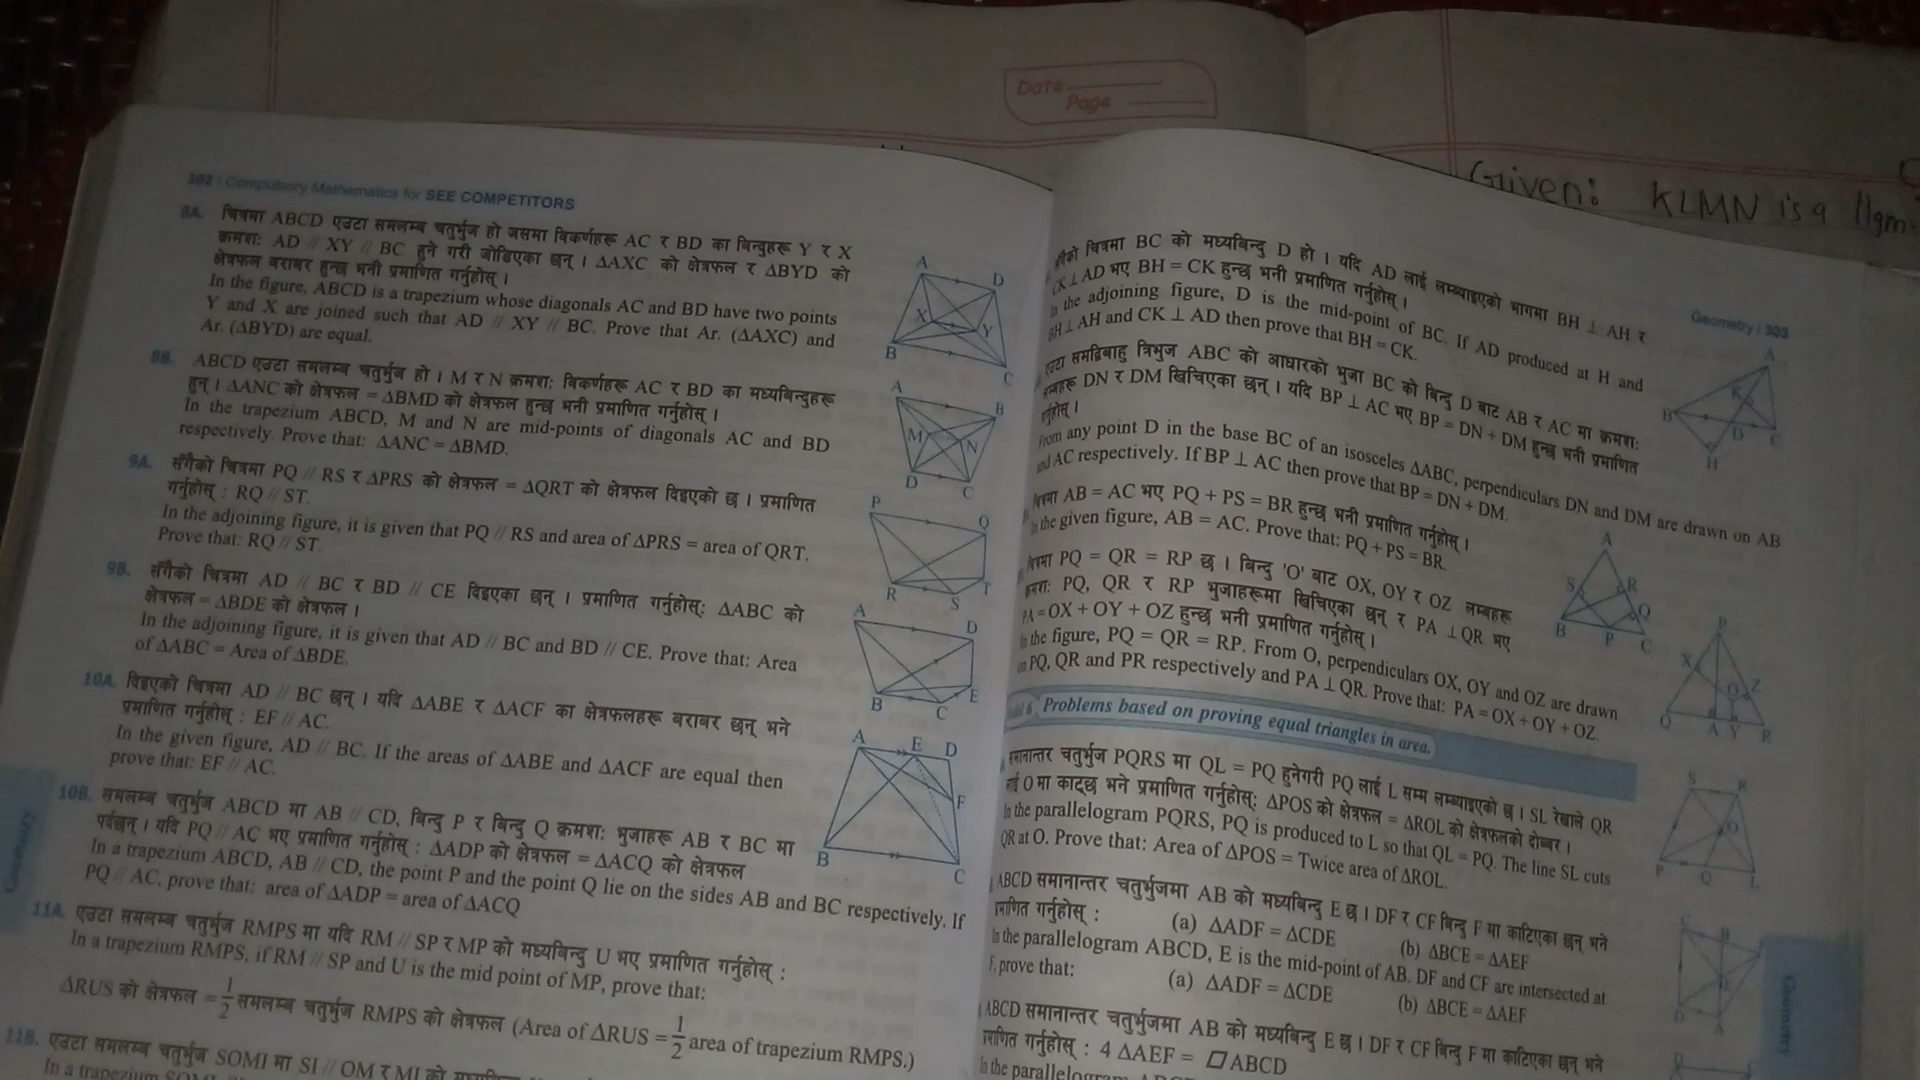 Date
Page
Given: KLMN is a llgm
302 / Compulsory Mathematics for SEE COMPETITORS
8A. चित्रमा ABCD एउटा समलम्ब चतुर्भुज हो जसमा बिकर्णहरू AC र BD का बिन्दुहरू Y र X
क्रमशः AD // XY // BC हुने गरी जोडिएका छन् । ΔAXC को क्षेत्रफल र ΔBYD को
क्षेत्रफल बराबर हुन्छ भनी प्रमाणित गर्नुहोस् ।
In the figure, ABCD is a trapezium whose diagonals AC and BD have two points
Y and X are joined such that AD // XY // BC. Prove that Ar. (ΔAXC) and
Ar. (ΔBYD) are equal.
A D X Y B C
8B. ABCD एउटा समलम्ब चतुर्भुज हो । M र N क्रमशः बिकर्णहरू AC र BD का मध्यबिन्दुहरू
हुन् । ΔANC को क्षेत्रफल = ΔBMD को क्षेत्रफल हुन्छ भनी प्रमाणित गर्नुहोस् ।
In the trapezium ABCD, M and N are mid-points of diagonals AC and BD
respectively. Prove that: ΔANC = ΔBMD.
A B M N D C
9A. सँगैको चित्रमा PQ // RS र ΔPRS को क्षेत्रफल = ΔQRT को क्षेत्रफल दिइएको छ । प्रमाणित
गर्नुहोस् : RQ // ST.
In the adjoining figure, it is given that PQ // RS and area of ΔPRS = area of QRT.
Prove that: RQ // ST.
P Q R S T
9B. सँगैको चित्रमा AD // BC र BD // CE दिइएका छन् । प्रमाणित गर्नुहोस्: ΔABC को
क्षेत्रफल = ΔBDE को क्षेत्रफल ।
In the adjoining figure, it is given that AD // BC and BD // CE. Prove that: Area
of ΔABC = Area of ΔBDE.
A D B C E
10A. दिइएको चित्रमा AD // BC छन् । यदि ΔABE र ΔACF का क्षेत्रफलहरू बराबर छन् भने
प्रमाणित गर्नुहोस् : EF // AC.
In the given figure, AD // BC. If the areas of ΔABE and ΔACF are equal then
prove that: EF // AC.
A E D F B C
10B. समलम्ब चतुर्भुज ABCD मा AB // CD, बिन्दु P र बिन्दु Q क्रमशः भुजाहरू AB र BC मा
पर्दछन् । यदि PQ // AC भए प्रमाणित गर्नुहोस् : ΔADP को क्षेत्रफल = ΔACQ को क्षेत्रफल
In a trapezium ABCD, AB // CD, the point P and the point Q lie on the sides AB and BC respectively. If
PQ // AC, prove that: area of ΔADP = area of ΔACQ
11A. एउटा समलम्ब चतुर्भुज RMPS मा यदि RM // SP र MP को मध्यबिन्दु U भए प्रमाणित गर्नुहोस् :
In a trapezium RMPS, if RM // SP and U is the mid point of MP, prove that:
ΔRUS को क्षेत्रफल = 1/2 समलम्ब चतुर्भुज RMPS को क्षेत्रफल (Area of ΔRUS = 1/2 area of trapezium RMPS.)
11B. एउटा समलम्ब चतुर्भुज SOMI मा SI // OM र MI को
In a trapezium
Geometry / 303
चित्रमा BC को मध्यबिन्दु D हो । यदि AD लाई लम्ब्याइएको भागमा BH ⊥ AH र
CK ⊥ AD भए BH = CK हुन्छ भनी प्रमाणित गर्नुहोस् ।
In the adjoining figure, D is the mid-point of BC. If AD produced at H and
BH ⊥ AH and CK ⊥ AD then prove that BH = CK.
A K B D C H
एउटा समद्विबाहु त्रिभुज ABC को आधारको भुजा BC को बिन्दु D बाट AB र AC मा क्रमशः
लम्बहरू DN र DM खिचिएका छन् । यदि BP ⊥ AC भए BP = DN + DM हुन्छ भनी प्रमाणित
गर्नुहोस् ।
From any point D in the base BC of an isosceles ΔABC, perpendiculars DN and DM are drawn on AB
and AC respectively. If BP ⊥ AC then prove that BP = DN + DM.
चित्रमा AB = AC भए PQ + PS = BR हुन्छ भनी प्रमाणित गर्नुहोस् ।
In the given figure, AB = AC. Prove that: PQ + PS = BR.
A S R Q B P C
चित्रमा PQ = QR = RP छ । बिन्दु 'O' बाट OX, OY र OZ लम्बहरू
क्रमशः PQ, QR र RP भुजाहरूमा खिचिएका छन् र PA ⊥ QR भए
PA = OX + OY + OZ हुन्छ भनी प्रमाणित गर्नुहोस् ।
In the figure, PQ = QR = RP. From O, perpendiculars OX, OY and OZ are drawn
on PQ, QR and PR respectively and PA ⊥ QR. Prove that: PA = OX + OY + OZ.
P X Z O Q A Y R
6 Problems based on proving equal triangles in area.
समानान्तर चतुर्भुज PQRS मा QL = PQ हुनेगरी PQ लाई L सम्म लम्ब्याइएको छ । SL रेखाले QR
लाई O मा काट्छ भने प्रमाणित गर्नुहोस्: ΔPOS को क्षेत्रफल = ΔROL को क्षेत्रफलको दोब्बर ।
In the parallelogram PQRS, PQ is produced to L so that QL = PQ. The line SL cuts
QR at O. Prove that: Area of ΔPOS = Twice area of ΔROL.
S R O P Q L
ABCD समानान्तर चतुर्भुजमा AB को मध्यबिन्दु E छ । DF र CF बिन्दु F मा काटिएका छन् भने
प्रमाणित गर्नुहोस् : (a) ΔADF = ΔCDE (b) ΔBCE = ΔAEF
In the parallelogram ABCD, E is the mid-point of AB. DF and CF are intersected at
F, prove that: (a) ΔADF = ΔCDE (b) ΔBCE = ΔAEF
C B D A
ABCD समानान्तर चतुर्भुजमा AB को मध्यबिन्दु E छ । DF र CF बिन्दु F मा काटिएका छन् भने
प्रमाणित गर्नुहोस् : 4 ΔAEF = ▱ABCD
In the parallelogram
Geometry
Geometry